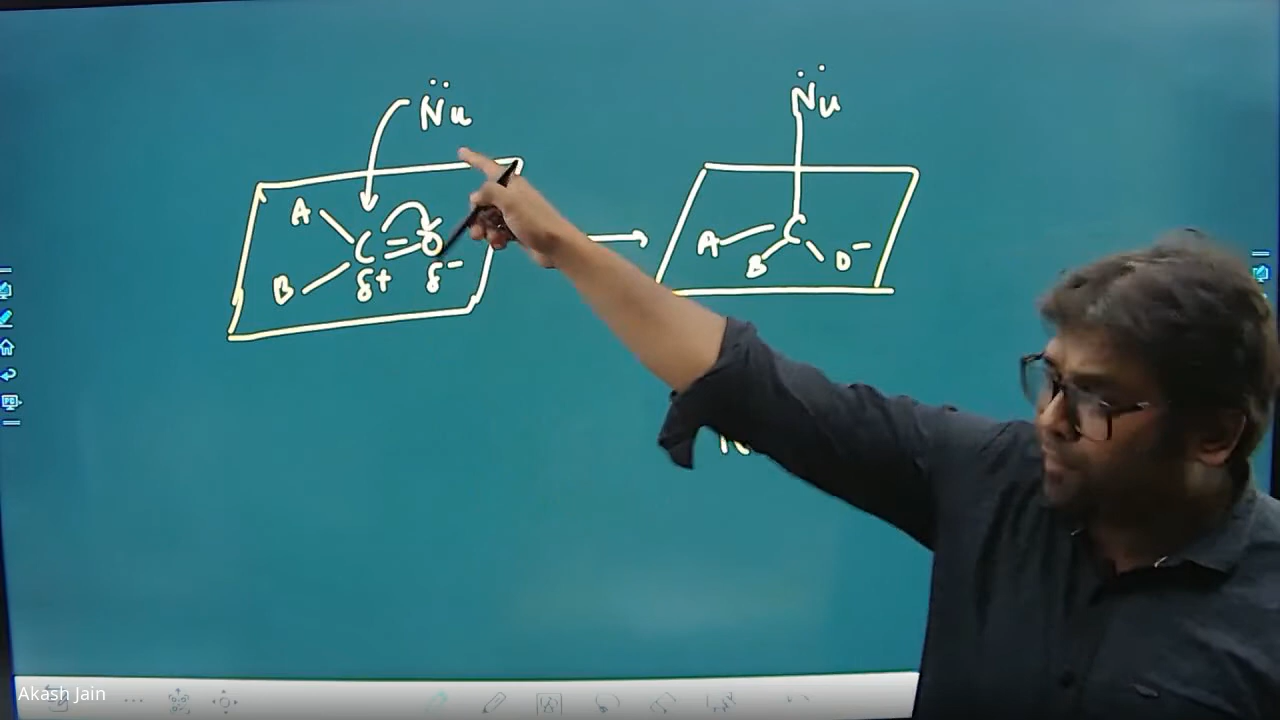 Nu
Nu
A
C = O
B
δ+ δ-
A
C
B
O-
Akash Jain